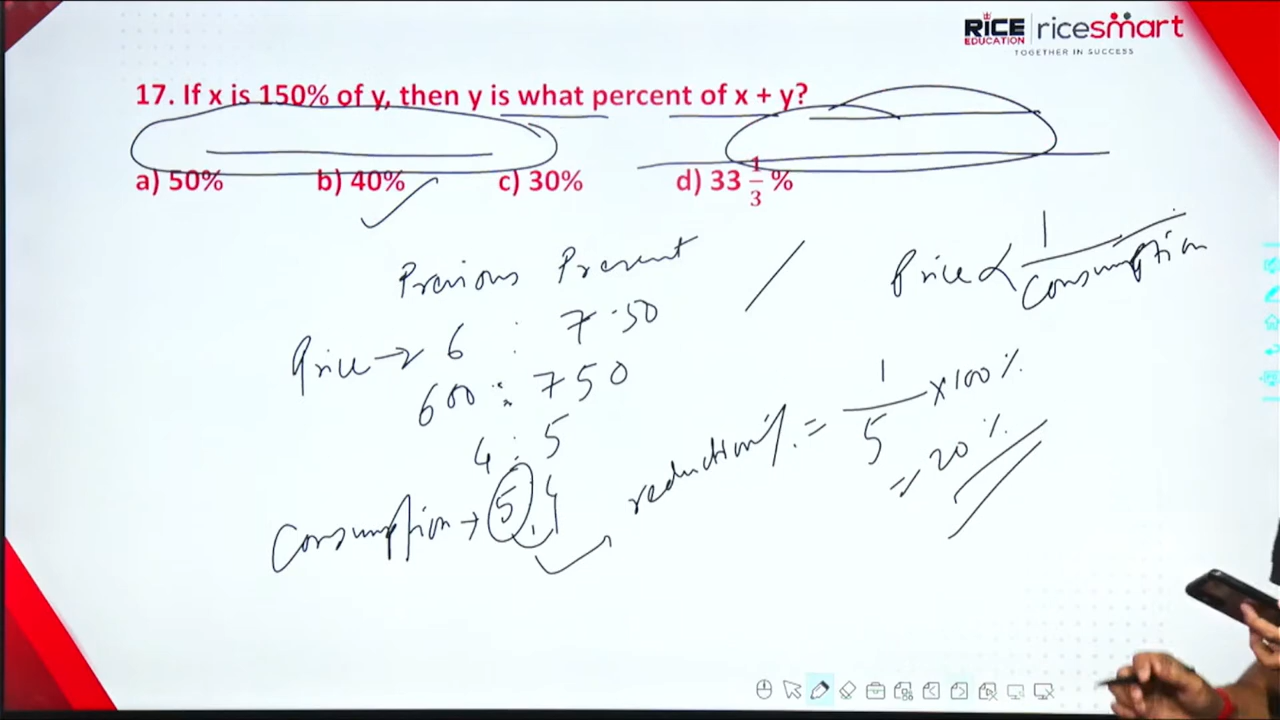 RICE EDUCATION ricesmart
TOGETHER IN SUCCESS
17. If x is 150% of y, then y is what percent of x + y?
a) 50% b) 40% c) 30% d) 33 1/3 %
Previous Present
Price ∝ 1/Consumption
Price → 6 : 7.50
600 : 750
4 : 5
Consumption → 5 : 4
reduction % = 1/5 × 100 %
= 20 %